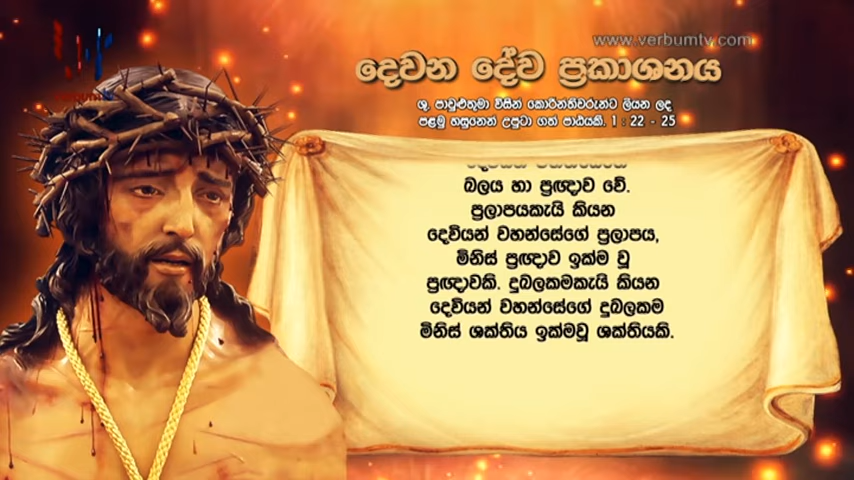 www.verbumtv.com
දෙවන දේව ප්‍රකාශනය
ශු. පාවුළුතුමා විසින් කොරින්තිවරුන්ට ලියන ලද
පළමු හසුනෙන් උපුටා ගත් පාඨයකි. 1 : 22 - 25
බලය හා ප්‍රඥාව වේ.
ප්‍රලාපයකැයි කියන
දෙවියන් වහන්සේගේ ප්‍රලාපය,
මිනිස් ප්‍රඥාව ඉක්ම වූ
ප්‍රඥාවකි. දුබලකමකැයි කියන
දෙවියන් වහන්සේගේ දුබලකම
මිනිස් ශක්තිය ඉක්මවූ ශක්තියකි.